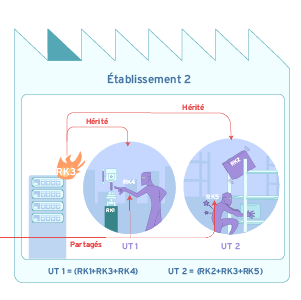 Établissement 2
Hérité
Hérité
RK3
RK4
RK2
RK1
RK5
Partagés
UT 1
UT 2
UT 1 = (RK1+RK3+RK4)
UT 2 = (RK2+RK3+RK5)